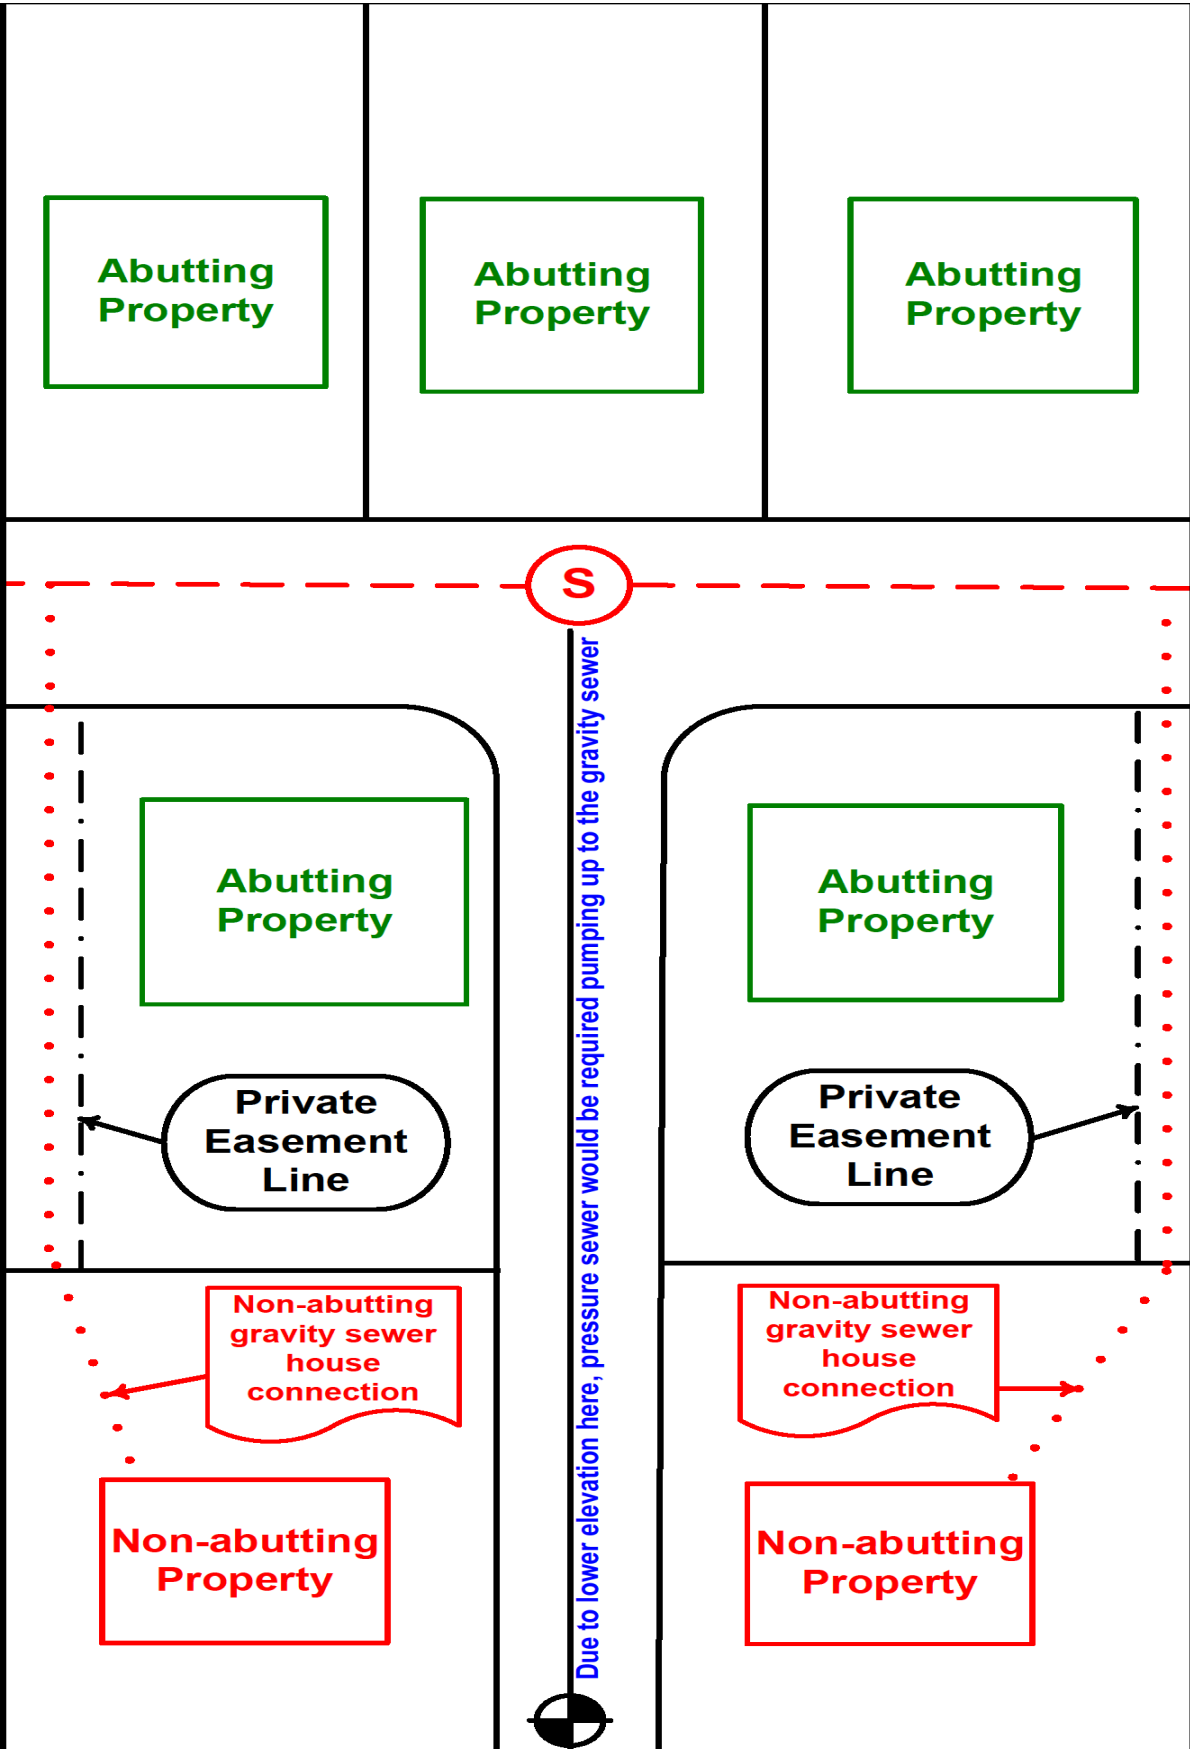 Abutting
Property
Abutting
Property
Abutting
Property
S
Due to lower elevation here, pressure sewer would be required pumping up to the gravity sewer
Abutting
Property
Abutting
Property
Private
Easement
Line
Private
Easement
Line
Non-abutting
gravity sewer
house
connection
Non-abutting
gravity sewer
house
connection
Non-abutting
Property
Non-abutting
Property